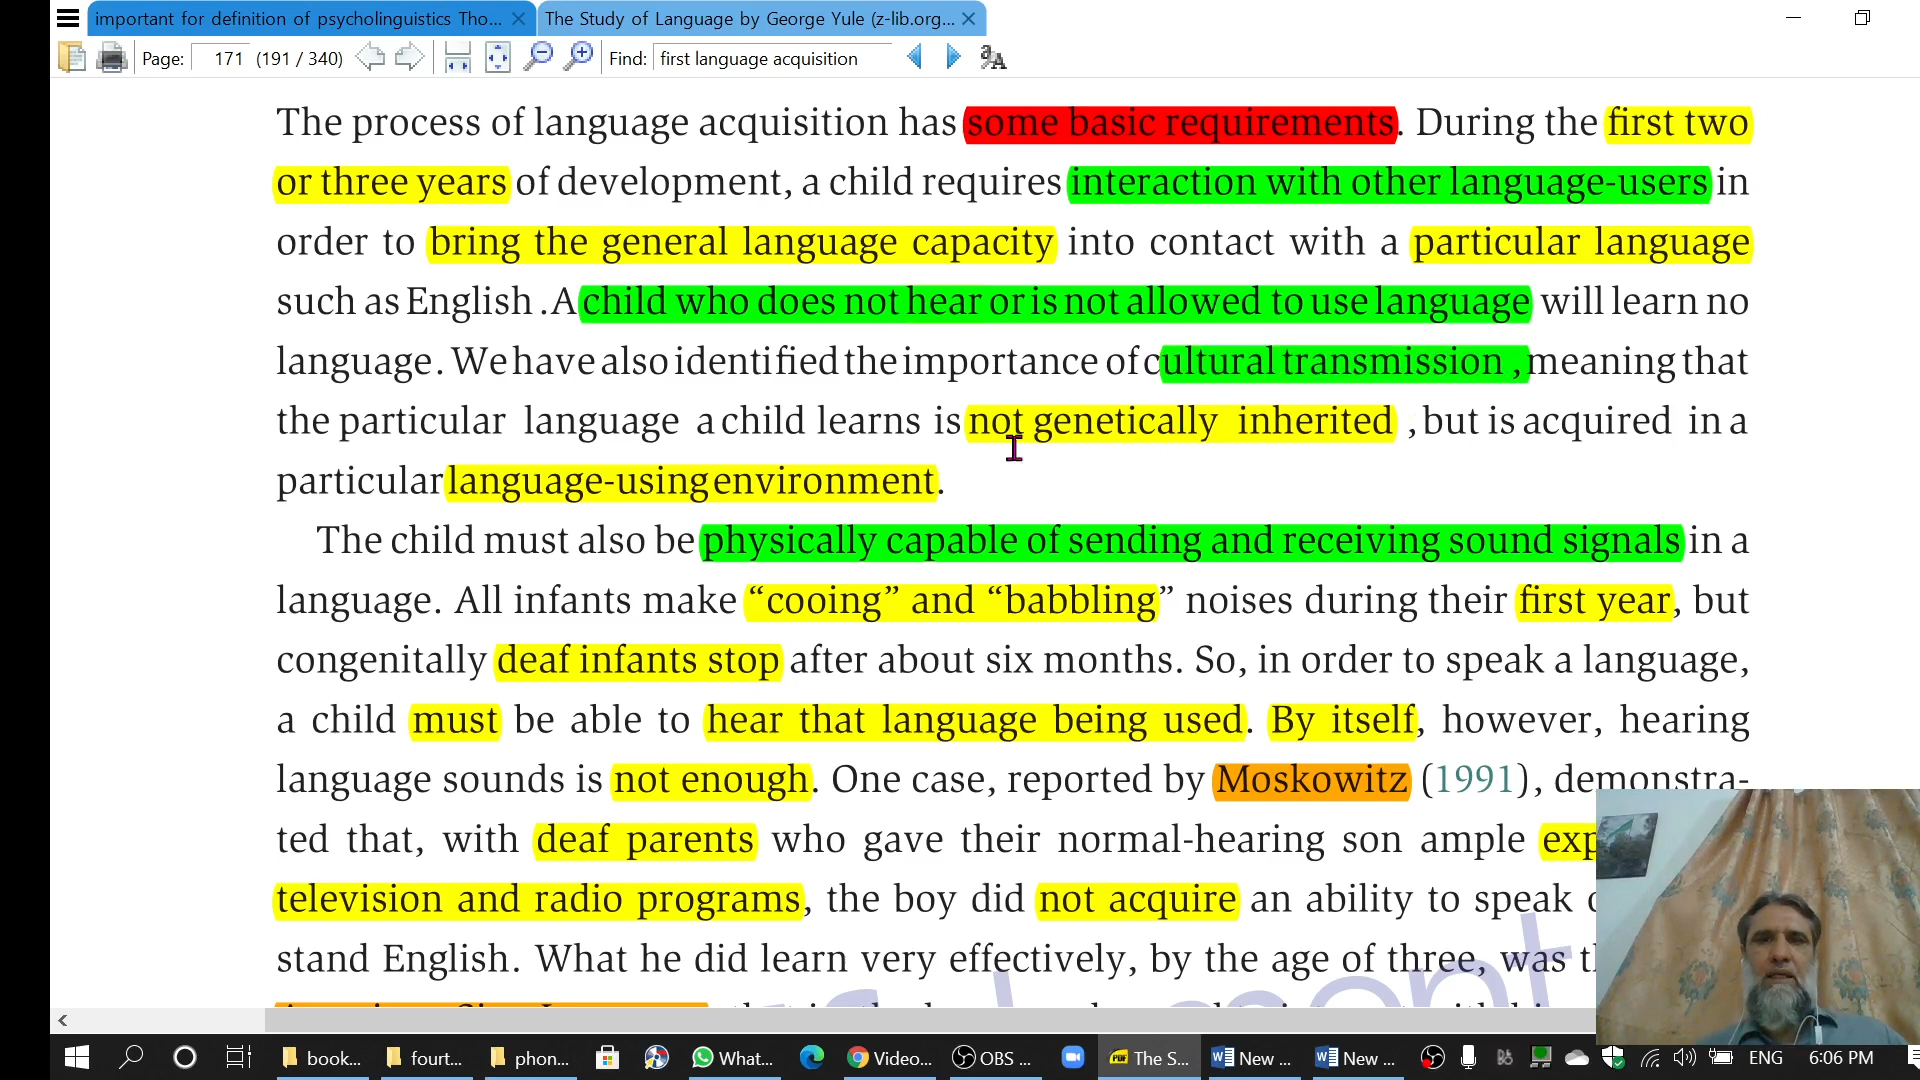 important for definition of psycholinguistics Tho...
The Study of Language by George Yule (z-lib.org...
Page: 171 (191 / 340) Find: first language acquisition
The process of language acquisition has some basic requirements. During the first two
or three years of development, a child requires interaction with other language-users in
order to bring the general language capacity into contact with a particular language
such as English . A child who does not hear or is not allowed to use language will learn no
language . We have also identified the importance of cultural transmission , meaning that
the particular language a child learns is not genetically inherited , but is acquired in a
particular language-using environment.
The child must also be physically capable of sending and receiving sound signals in a
language. All infants make “cooing” and “babbling” noises during their first year, but
congenitally deaf infants stop after about six months. So, in order to speak a language,
a child must be able to hear that language being used. By itself, however, hearing
language sounds is not enough. One case, reported by Moskowitz (1991), demonstra-
ted that, with deaf parents who gave their normal-hearing son ample exp
television and radio programs, the boy did not acquire an ability to speak
stand English. What he did learn very effectively, by the age of three, was
book... fourt... phon... What... Video... OBS ... The S... New ... New ... ENG 6:06 PM